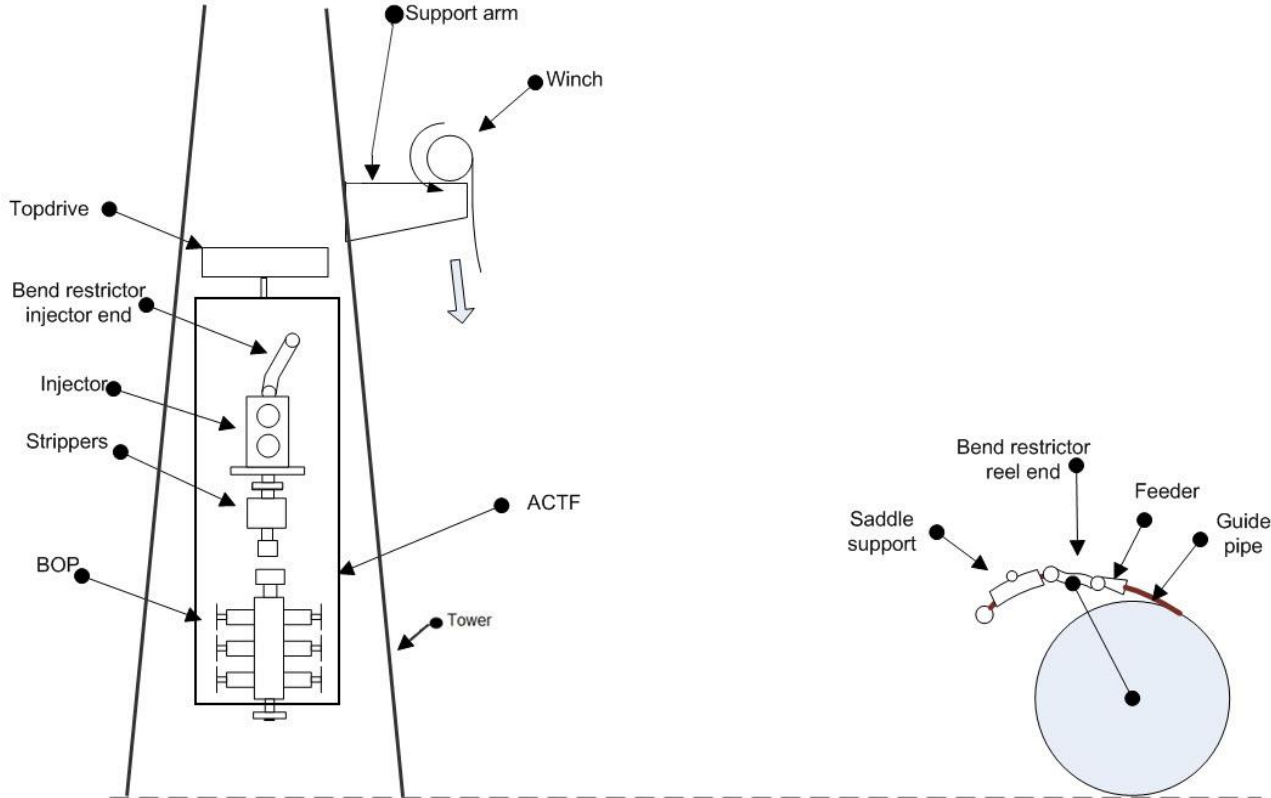 Support arm
Winch
Topdrive
Bend restrictor
injector end
Injector
Strippers
BOP
ACTF
Tower
Bend restrictor
reel end
Feeder
Saddle
support
Guide
pipe